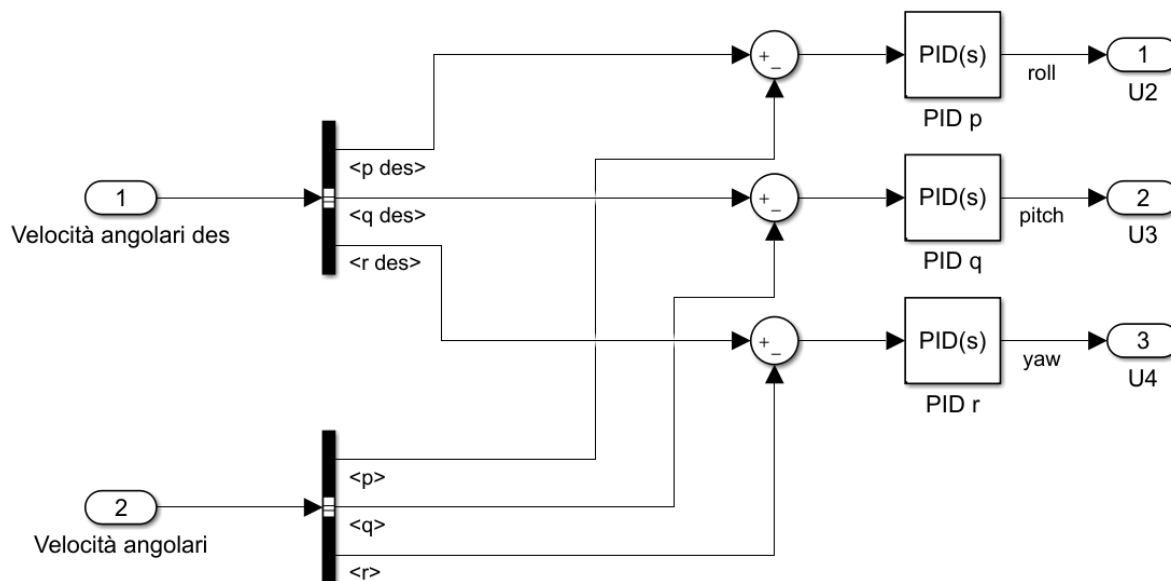 +
_
PID(s)
PID p
roll
1
U2
<p des>
1
Velocità angolari des
<q des>
+
_
PID(s)
PID q
pitch
2
U3
<r des>
+
_
PID(s)
PID r
yaw
3
U4
<p>
2
Velocità angolari
<q>
<r>